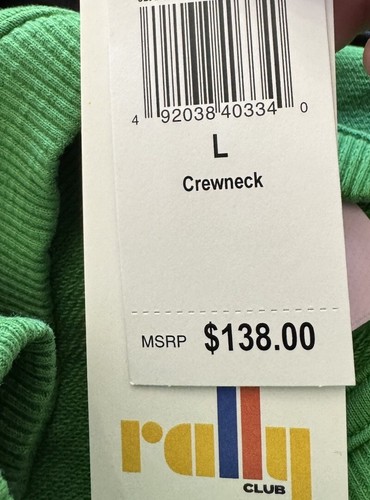 4 92038 40334 0
L
Crewneck
MSRP $138.00
rally
CLUB